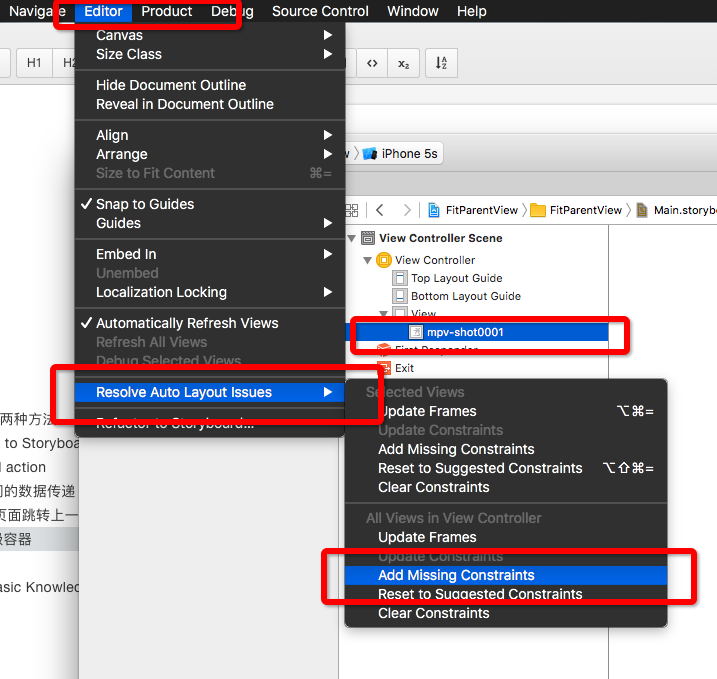 Navigate Editor Product Debug Source Control Window Help
Canvas
Size Class
H1
<>
x₂
Hide Document Outline
Reveal in Document Outline
Align
Arrange
Size to Fit Content ⌘=
iPhone 5s
✓ Snap to Guides
Guides
FitParentView
FitParentView
Main.storyb
Embed In
Unembed
Localization Locking
✓ Automatically Refresh Views
Refresh All Views
Debug Selected Views
Resolve Auto Layout Issues
Refactor to Storyboard...
View Controller Scene
View Controller
Top Layout Guide
Bottom Layout Guide
View
mpv-shot0001
First Responder
Exit
Selected Views
Update Frames ⌥⌘=
Update Constraints
Add Missing Constraints
Reset to Suggested Constraints ⌥⇧⌘=
Clear Constraints
All Views in View Controller
Update Frames
Update Constraints
Add Missing Constraints
Reset to Suggested Constraints
Clear Constraints
两种方法
to Storyboa
action
的数据传递
页面跳转上一
容器
asic Knowled